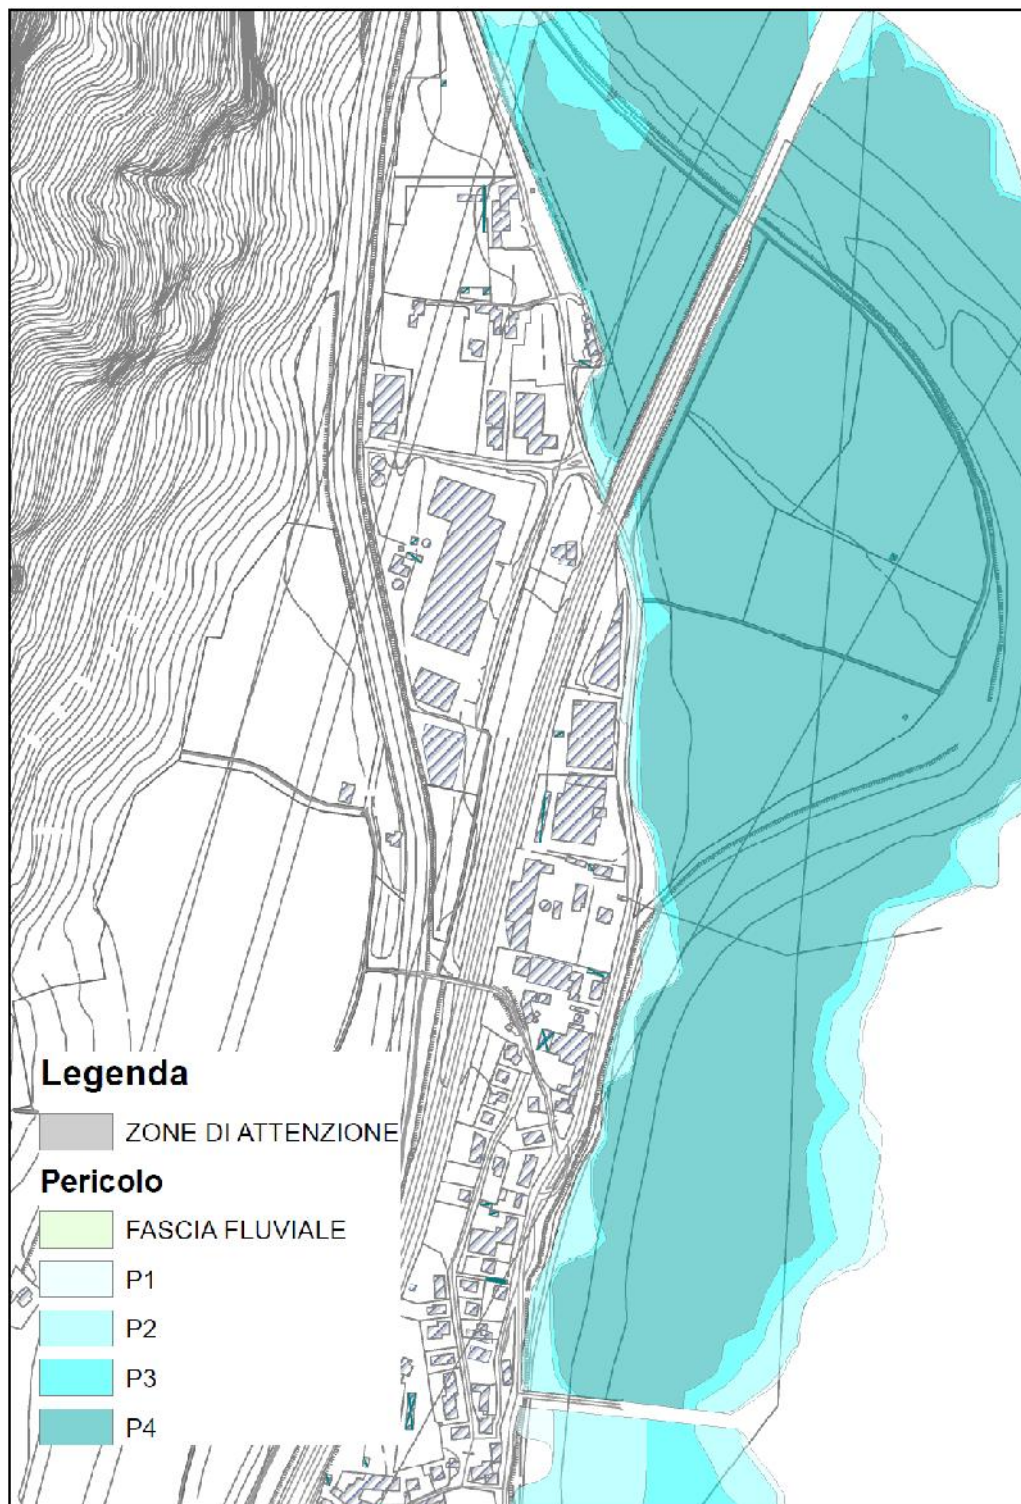 Legenda
ZONE DI ATTENZIONE
Pericolo
FASCIA FLUVIALE
P1
P2
P3
P4